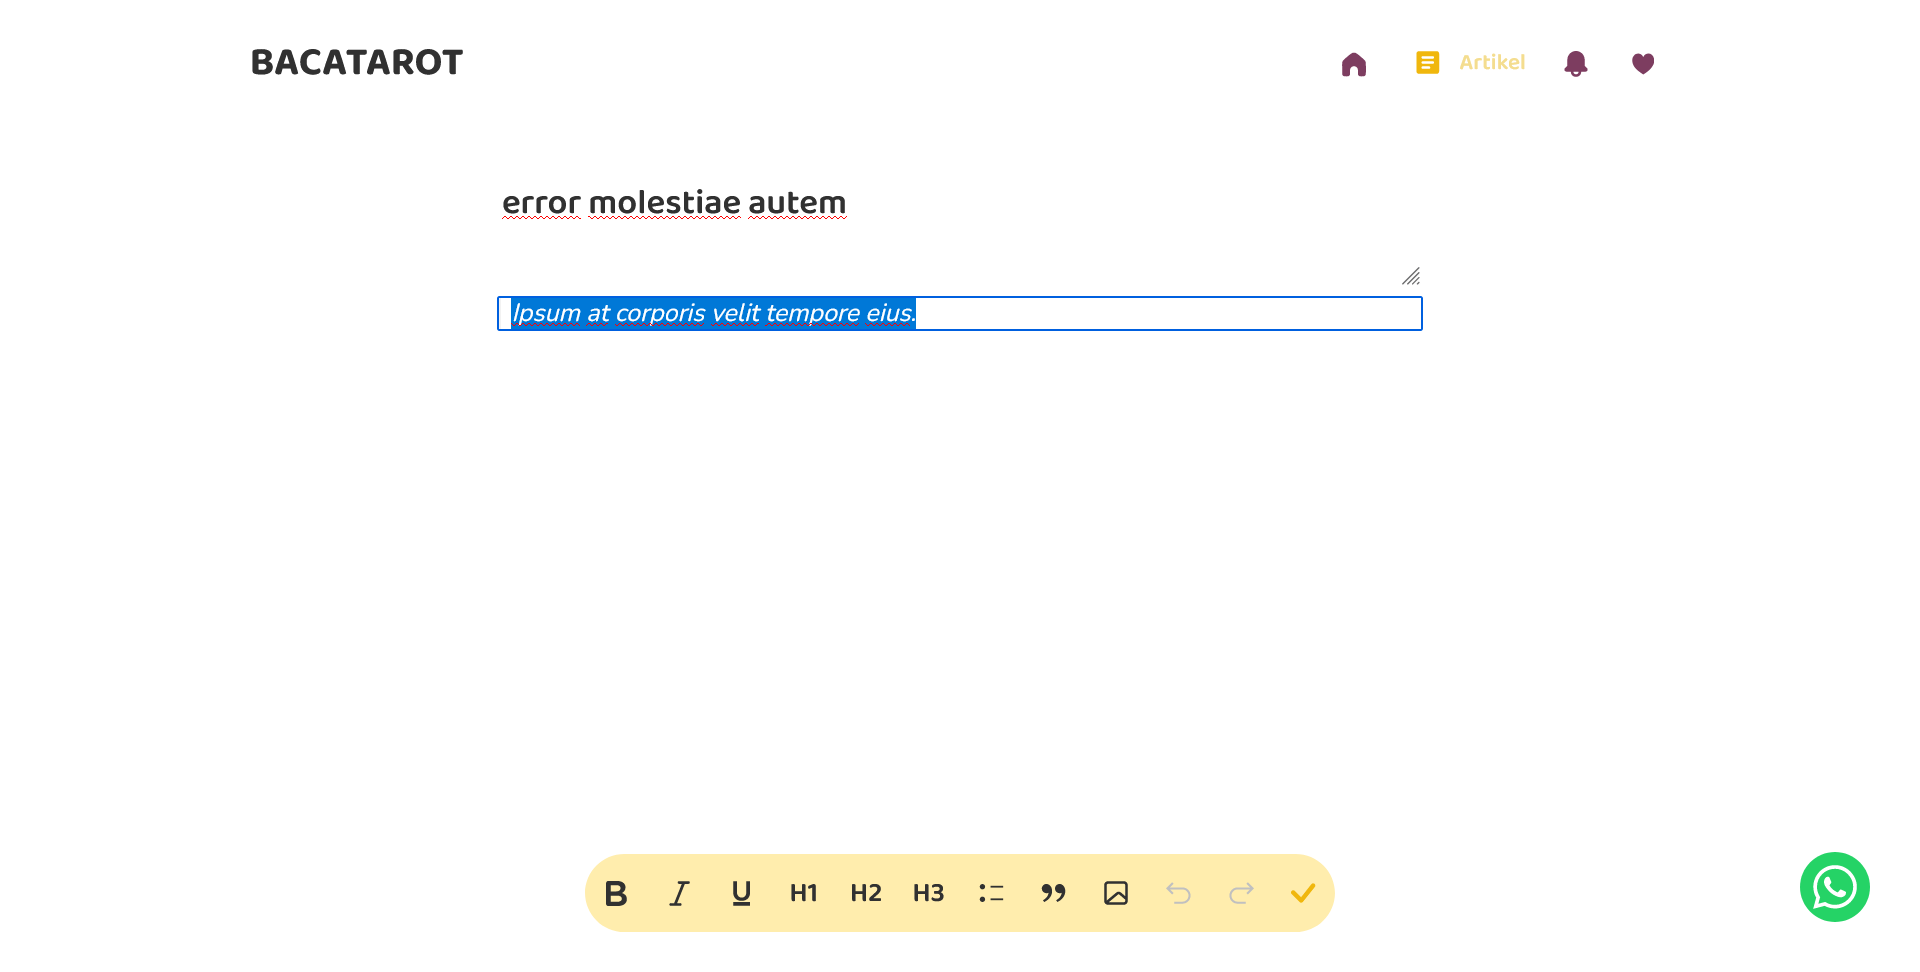 BACATAROT
Artikel
error molestiae autem
Ipsum at corporis velit tempore eius.
B I U H1 H2 H3